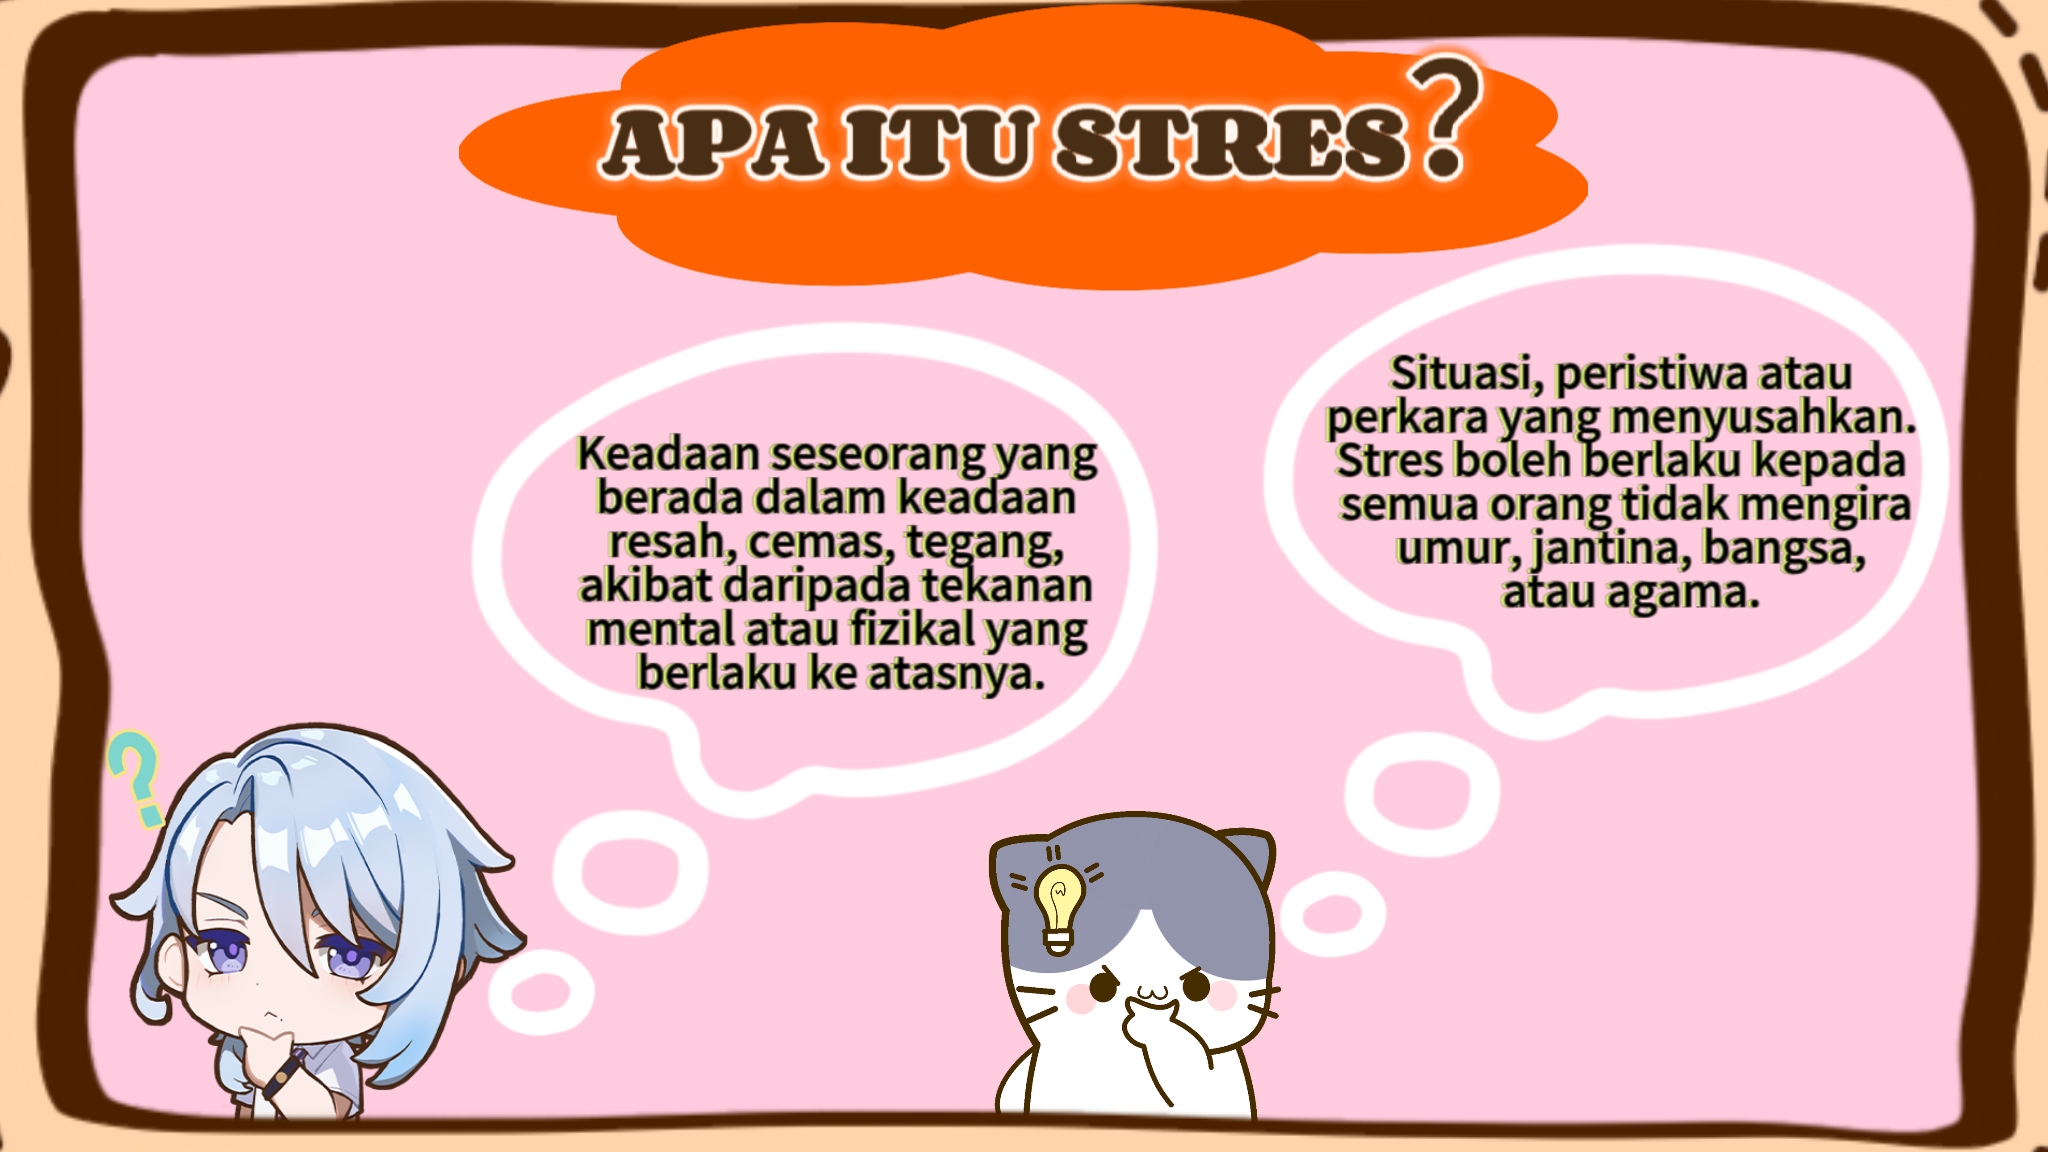 APA ITU STRES?
Keadaan seseorang yang
berada dalam keadaan
resah, cemas, tegang,
akibat daripada tekanan
mental atau fizikal yang
berlaku ke atasnya.
Situasi, peristiwa atau
perkara yang menyusahkan.
Stres boleh berlaku kepada
semua orang tidak mengira
umur, jantina, bangsa,
atau agama.
?